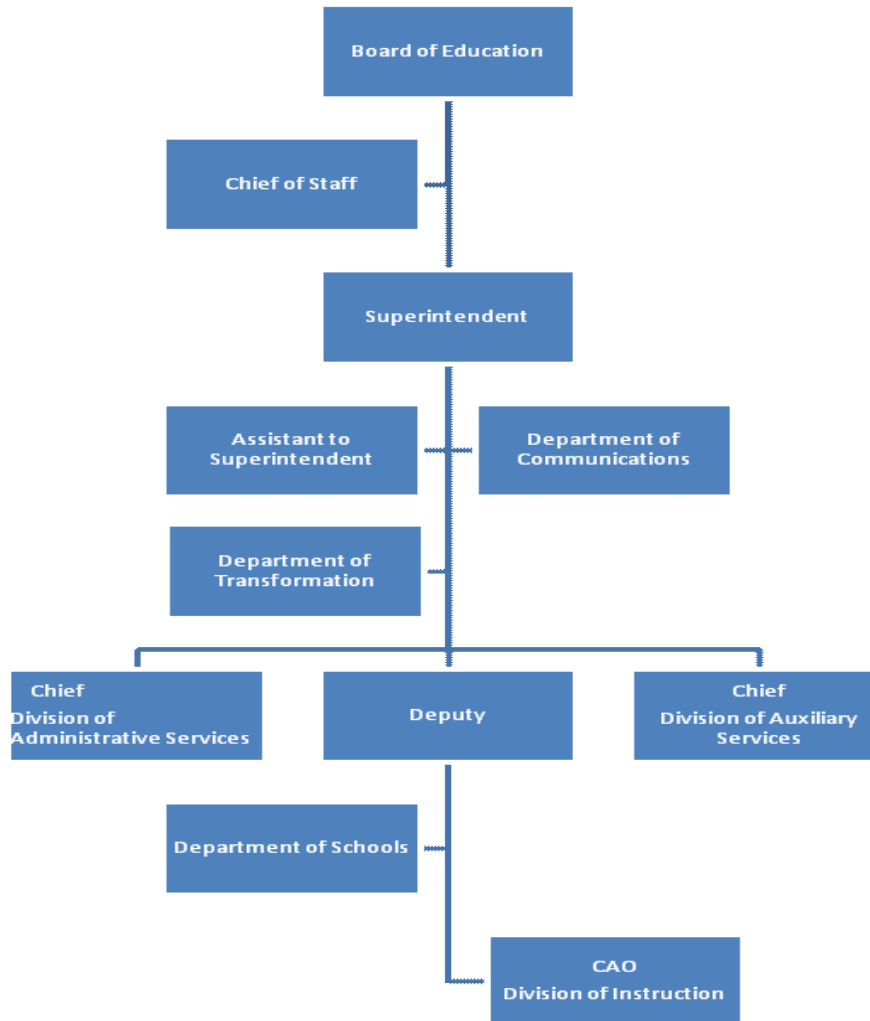 Board of Education
Chief of Staff
Superintendent
Assistant to
Superintendent
Department of
Communications
Department of
Transformation
Chief
Division of
Administrative Services
Deputy
Chief
Division of Auxiliary
Services
Department of Schools
CAO
Division of Instruction